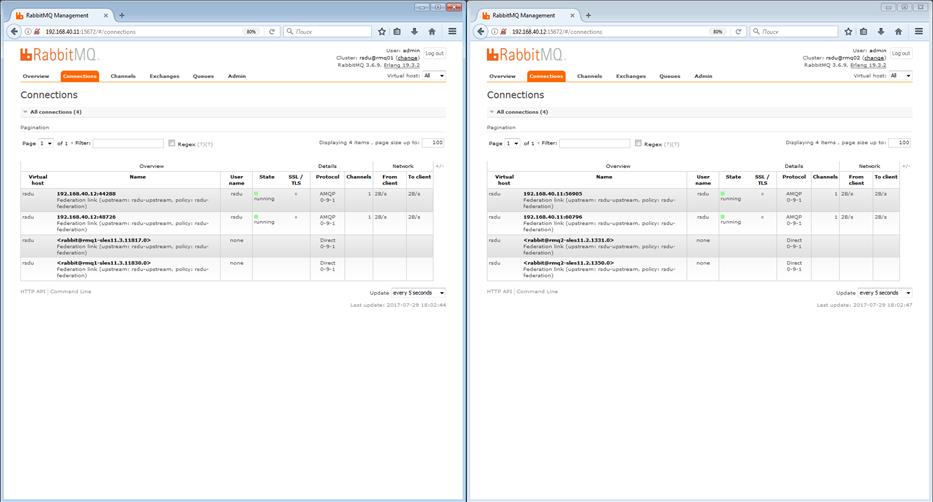 RabbitMQ Management
192.168.40.11:15672/#/connections
80%
Поиск
RabbitMQ
User: admin
Log out
Cluster: radu@rmq01 (change)
RabbitMQ 3.6.9, Erlang 19.3.2
Overview Connections Channels Exchanges Queues Admin
Virtual host: All
Connections
All connections (4)
Pagination
Page 1 of 1 - Filter: Regex (?)(?)
Displaying 4 items , page size up to: 100
Overview Details Network +/-
Virtual host Name User name State SSL / TLS Protocol Channels From client To client
radu 192.168.40.12:44288 radu running AMQP 1 2B/s 2B/s
Federation link (upstream: radu-upstream, policy: radu- 0-9-1
federation)
radu 192.168.40.12:48726 radu running AMQP 1 2B/s 2B/s
Federation link (upstream: radu-upstream, policy: radu- 0-9-1
federation)
radu <rabbit@rmq1-sles11.3.11817.0> none Direct
Federation link (upstream: radu-upstream, policy: radu- 0-9-1
federation)
radu <rabbit@rmq1-sles11.3.11830.0> none Direct
Federation link (upstream: radu-upstream, policy: radu- 0-9-1
federation)
HTTP API | Command Line
Update every 5 seconds
Last update: 2017-07-29 18:02:44
RabbitMQ Management
192.168.40.12:15672/#/connections
80%
Поиск
RabbitMQ
User: admin
Log out
Cluster: radu@rmq02 (change)
RabbitMQ 3.6.9, Erlang 19.3.2
Overview Connections Channels Exchanges Queues Admin
Virtual host: All
Connections
All connections (4)
Pagination
Page 1 of 1 - Filter: Regex (?)(?)
Displaying 4 items , page size up to: 100
Overview Details Network +/-
Virtual host Name User name State SSL / TLS Protocol Channels From client To client
radu 192.168.40.11:56905 radu running AMQP 1 2B/s 2B/s
Federation link (upstream: radu-upstream, policy: radu- 0-9-1
federation)
radu 192.168.40.11:60796 radu running AMQP 1 2B/s 2B/s
Federation link (upstream: radu-upstream, policy: radu- 0-9-1
federation)
radu <rabbit@rmq2-sles11.2.1331.0> none Direct
Federation link (upstream: radu-upstream, policy: radu- 0-9-1
federation)
radu <rabbit@rmq2-sles11.2.1350.0> none Direct
Federation link (upstream: radu-upstream, policy: radu- 0-9-1
federation)
HTTP API | Command Line
Update every 5 seconds
Last update: 2017-07-29 18:02:47